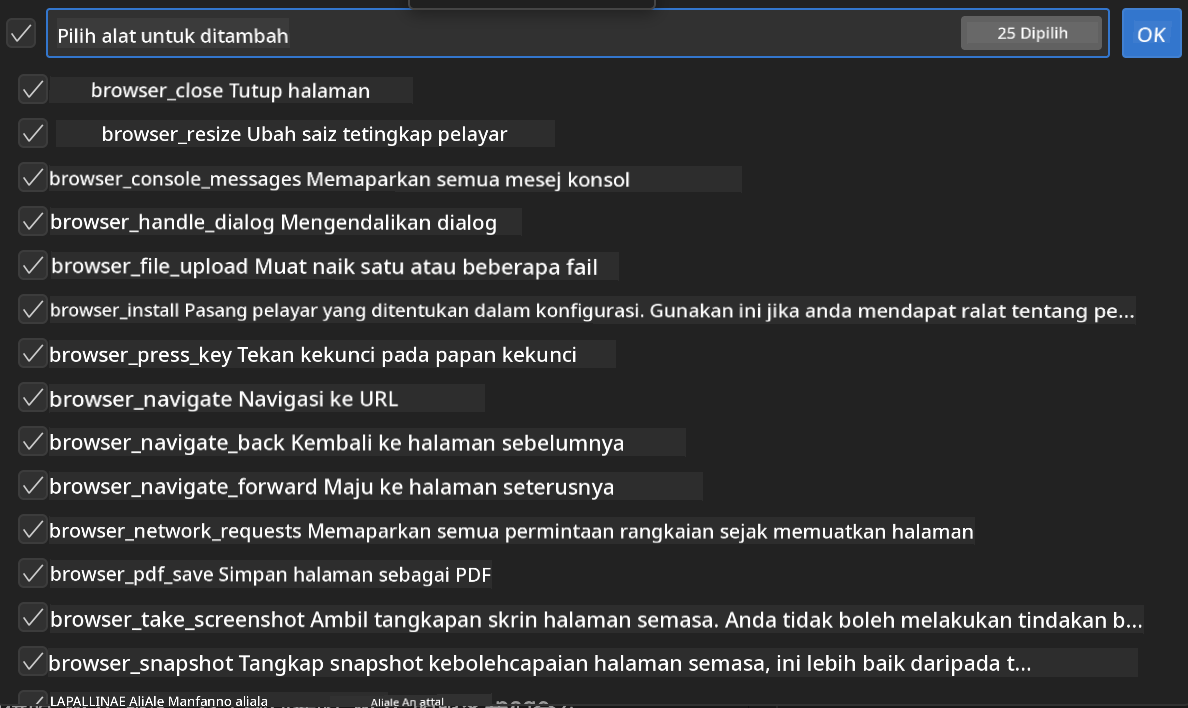 Pilih alat untuk ditambah
25 Dipilih
OK
browser_close Tutup halaman
browser_resize Ubah saiz tetingkap pelayar
browser_console_messages Memaparkan semua mesej konsol
browser_handle_dialog Mengendalikan dialog
browser_file_upload Muat naik satu atau beberapa fail
browser_install Pasang pelayar yang ditentukan dalam konfigurasi. Gunakan ini jika anda mendapat ralat tentang pe...
browser_press_key Tekan kekunci pada papan kekunci
browser_navigate Navigasi ke URL
browser_navigate_back Kembali ke halaman sebelumnya
browser_navigate_forward Maju ke halaman seterusnya
browser_network_requests Memaparkan semua permintaan rangkaian sejak memuatkan halaman
browser_pdf_save Simpan halaman sebagai PDF
browser_take_screenshot Ambil tangkapan skrin halaman semasa. Anda tidak boleh melakukan tindakan b...
browser_snapshot Tangkap snapshot kebolehcapaian halaman semasa, ini lebih baik daripada t...
LAPALLINAE AliAle Manfanno aliala